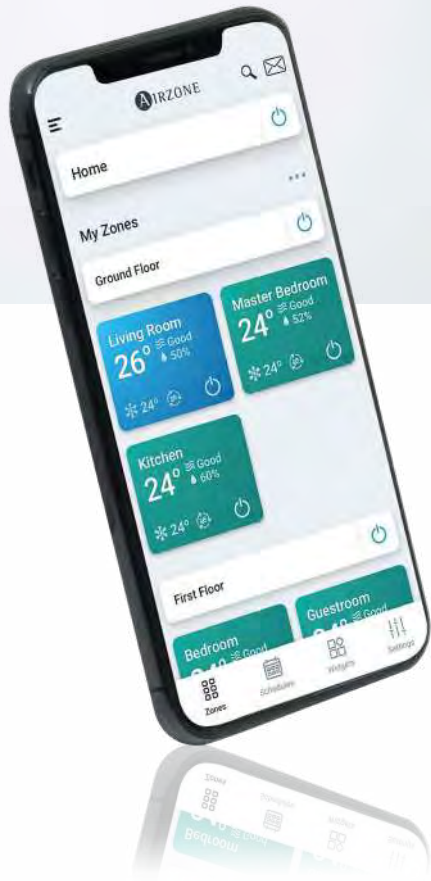 AIRZONE
Home
My Zones
Ground Floor
Living Room
26° Good
50%
24°
Master Bedroom
24° Good
52%
24°
Kitchen
24° Good
60%
24°
First Floor
Bedroom
Good
Guestroom
Good
Zones
Schedules
Widgets
Settings